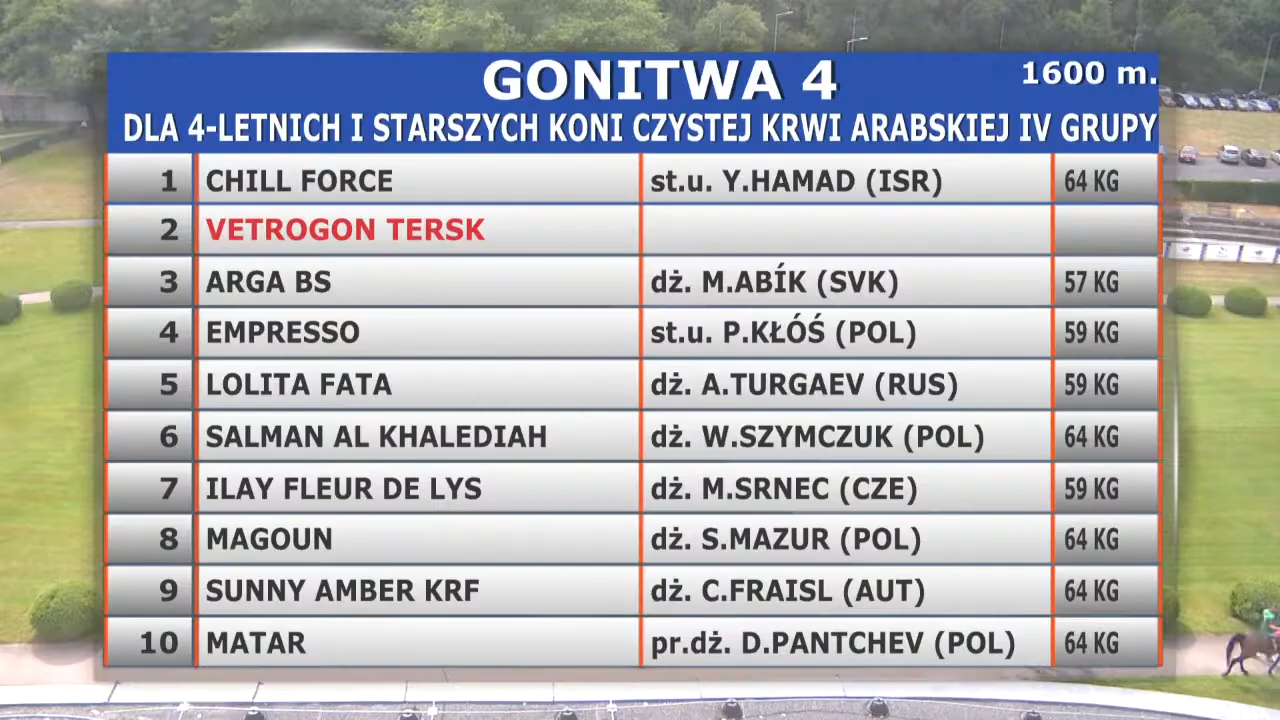 GONITWA 4 1600 m.
DLA 4-LETNICH I STARSZYCH KONI CZYSTEJ KRWI ARABSKIEJ IV GRUPY
1 CHILL FORCE st.u. Y.HAMAD (ISR) 64 KG
2 VETROGON TERSK
3 ARGA BS dż. M.ABÍK (SVK) 57 KG
4 EMPRESSO st.u. P.KŁÓŚ (POL) 59 KG
5 LOLITA FATA dż. A.TURGAEV (RUS) 59 KG
6 SALMAN AL KHALEDIAH dż. W.SZYMCZUK (POL) 64 KG
7 ILAY FLEUR DE LYS dż. M.SRNEC (CZE) 59 KG
8 MAGOUN dż. S.MAZUR (POL) 64 KG
9 SUNNY AMBER KRF dż. C.FRAISL (AUT) 64 KG
10 MATAR pr.dż. D.PANTCHEV (POL) 64 KG